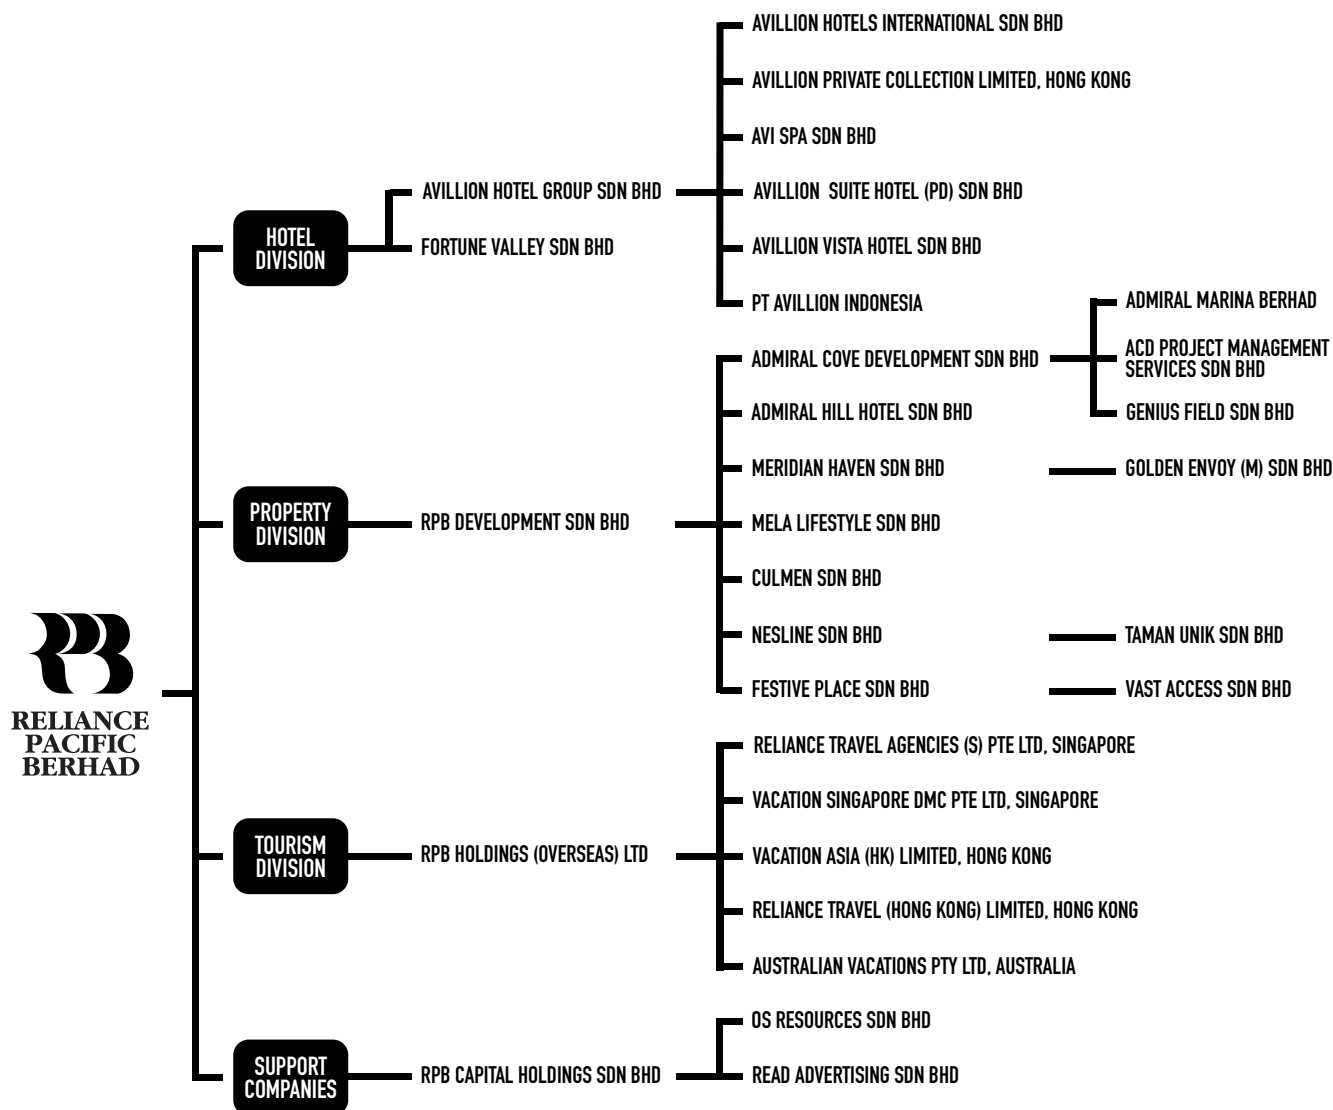 AVILLION HOTELS INTERNATIONAL SDN BHD
AVILLION PRIVATE COLLECTION LIMITED, HONG KONG
AVI SPA SDN BHD
AVILLION HOTEL GROUP SDN BHD
AVILLION SUITE HOTEL (PD) SDN BHD
HOTEL
DIVISION
FORTUNE VALLEY SDN BHD
AVILLION VISTA HOTEL SDN BHD
PT AVILLION INDONESIA
ADMIRAL MARINA BERHAD
ADMIRAL COVE DEVELOPMENT SDN BHD
ACD PROJECT MANAGEMENT
SERVICES SDN BHD
ADMIRAL HILL HOTEL SDN BHD
GENIUS FIELD SDN BHD
MERIDIAN HAVEN SDN BHD
GOLDEN ENVOY (M) SDN BHD
PROPERTY
DIVISION
RPB DEVELOPMENT SDN BHD
MELA LIFESTYLE SDN BHD
CULMEN SDN BHD
NESLINE SDN BHD
TAMAN UNIK SDN BHD
FESTIVE PLACE SDN BHD
VAST ACCESS SDN BHD
RPB
RELIANCE
PACIFIC
BERHAD
RELIANCE TRAVEL AGENCIES (S) PTE LTD, SINGAPORE
VACATION SINGAPORE DMC PTE LTD, SINGAPORE
TOURISM
DIVISION
RPB HOLDINGS (OVERSEAS) LTD
VACATION ASIA (HK) LIMITED, HONG KONG
RELIANCE TRAVEL (HONG KONG) LIMITED, HONG KONG
AUSTRALIAN VACATIONS PTY LTD, AUSTRALIA
OS RESOURCES SDN BHD
SUPPORT
COMPANIES
RPB CAPITAL HOLDINGS SDN BHD
READ ADVERTISING SDN BHD